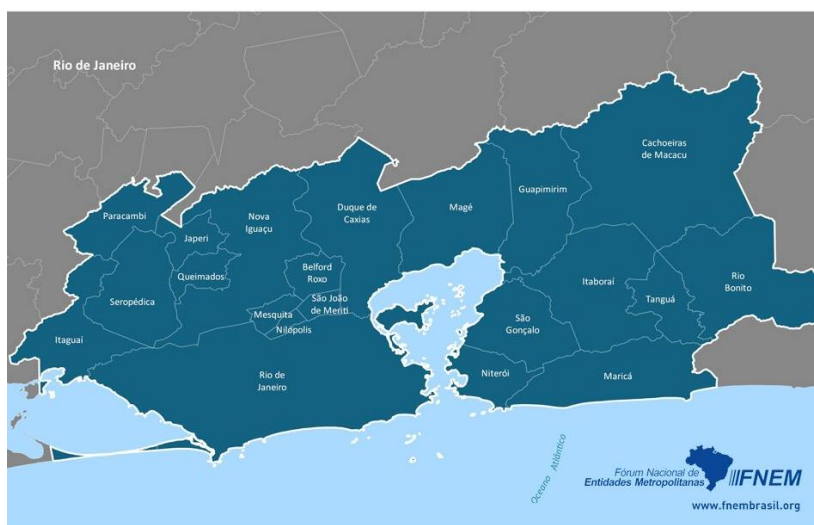 Rio de Janeiro
Cachoeiras
de Macacu
Guapimirim
Paracambi
Nova
Iguaçu
Duque de
Caxias
Magé
Japeri
Queimados
Belford
Roxo
Seropédica
São João
de Meriti
Mesquita
Nilópolis
Itaguaí
Rio de
Janeiro
São
Gonçalo
Niterói
Itaboraí
Tanguá
Rio
Bonito
Maricá
Oceano Atlântico
Fórum Nacional de
Entidades Metropolitanas
FNEM
www.fnembrasil.org